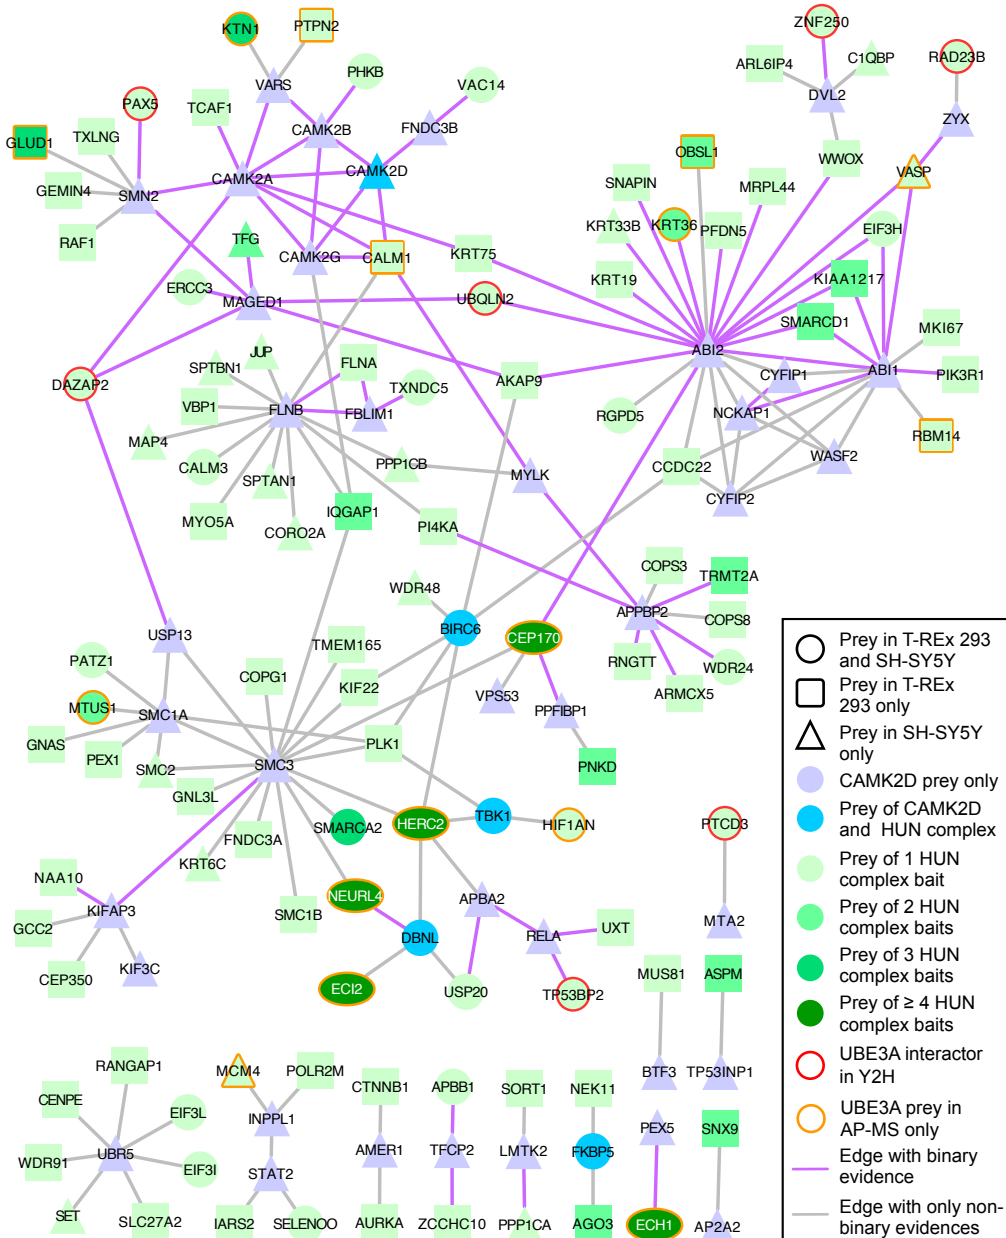 KTN1
PTPN2
ZNF250
C1QBP
RAD23B
ARL6IP4
PHKB
VAC14
VARS
PAX5
TCAF1
DVL2
ZYX
TXLNG
GLUD1
CAMK2B
FNDC3B
OBSL1
WWOX
VASP
CAMK2A
CAMK2D
GEMIN4
SMN2
SNAPIN
MRPL44
KRT33B
KRT36
PFDN5
EIF3H
RAF1
TFG
CAMK2G
CALM1
KRT75
KRT19
KIAA1217
ERCC3
MAGED1
UBQLN2
SMARCD1
MKI67
JUP
SPTBN1
FLNA
ABI2
CYFIP1
ABI1
DAZAP2
TXNDC5
AKAP9
PIK3R1
VBP1
FLNB
FBLIM1
RGPD5
NCKAP1
MAP4
RBM14
CALM3
SPTAN1
PPP1CB
MYLK
CCDC22
WASF2
CYFIP2
MYO5A
CORO2A
IQGAP1
PI4KA
COPS3
TRMT2A
WDR48
APPBP2
COPS8
BIRC6
CEP170
USP13
TMEM165
RNGTT
WDR24
PATZ1
COPG1
KIF22
ARMCX5
MTUS1
SMC1A
VPS53
PPFIBP1
GNAS
PEX1
SMC2
SMC3
PLK1
PNKD
GNL3L
SMARCA2
HERC2
TBK1
HIF1AN
PTCD3
FNDC3A
KRT6C
NAA10
NEURL4
APBA2
KIFAP3
GCC2
SMC1B
DBNL
RELA
UXT
MTA2
CEP350
KIF3C
ECI2
USP20
TP53BP2
MUS81
ASPM
RANGAP1
MCM4
POLR2M
CTNNB1
APBB1
SORT1
NEK11
BTF3
TP53INP1
CENPE
EIF3L
INPPL1
PEX5
SNX9
WDR91
UBR5
EIF3I
STAT2
AMER1
TFCP2
LMTK2
FKBP5
SET
SLC27A2
IARS2
SELENOO
AURKA
ZCCHC10
PPP1CA
AGO3
ECH1
AP2A2
Prey in T-REx 293
and SH-SY5Y
Prey in T-REx
293 only
Prey in SH-SY5Y
only
CAMK2D prey only
Prey of CAMK2D
and HUN complex
Prey of 1 HUN
complex bait
Prey of 2 HUN
complex baits
Prey of 3 HUN
complex baits
Prey of ≥ 4 HUN
complex baits
UBE3A interactor
in Y2H
UBE3A prey in
AP-MS only
Edge with binary
evidence
Edge with only non-
binary evidences